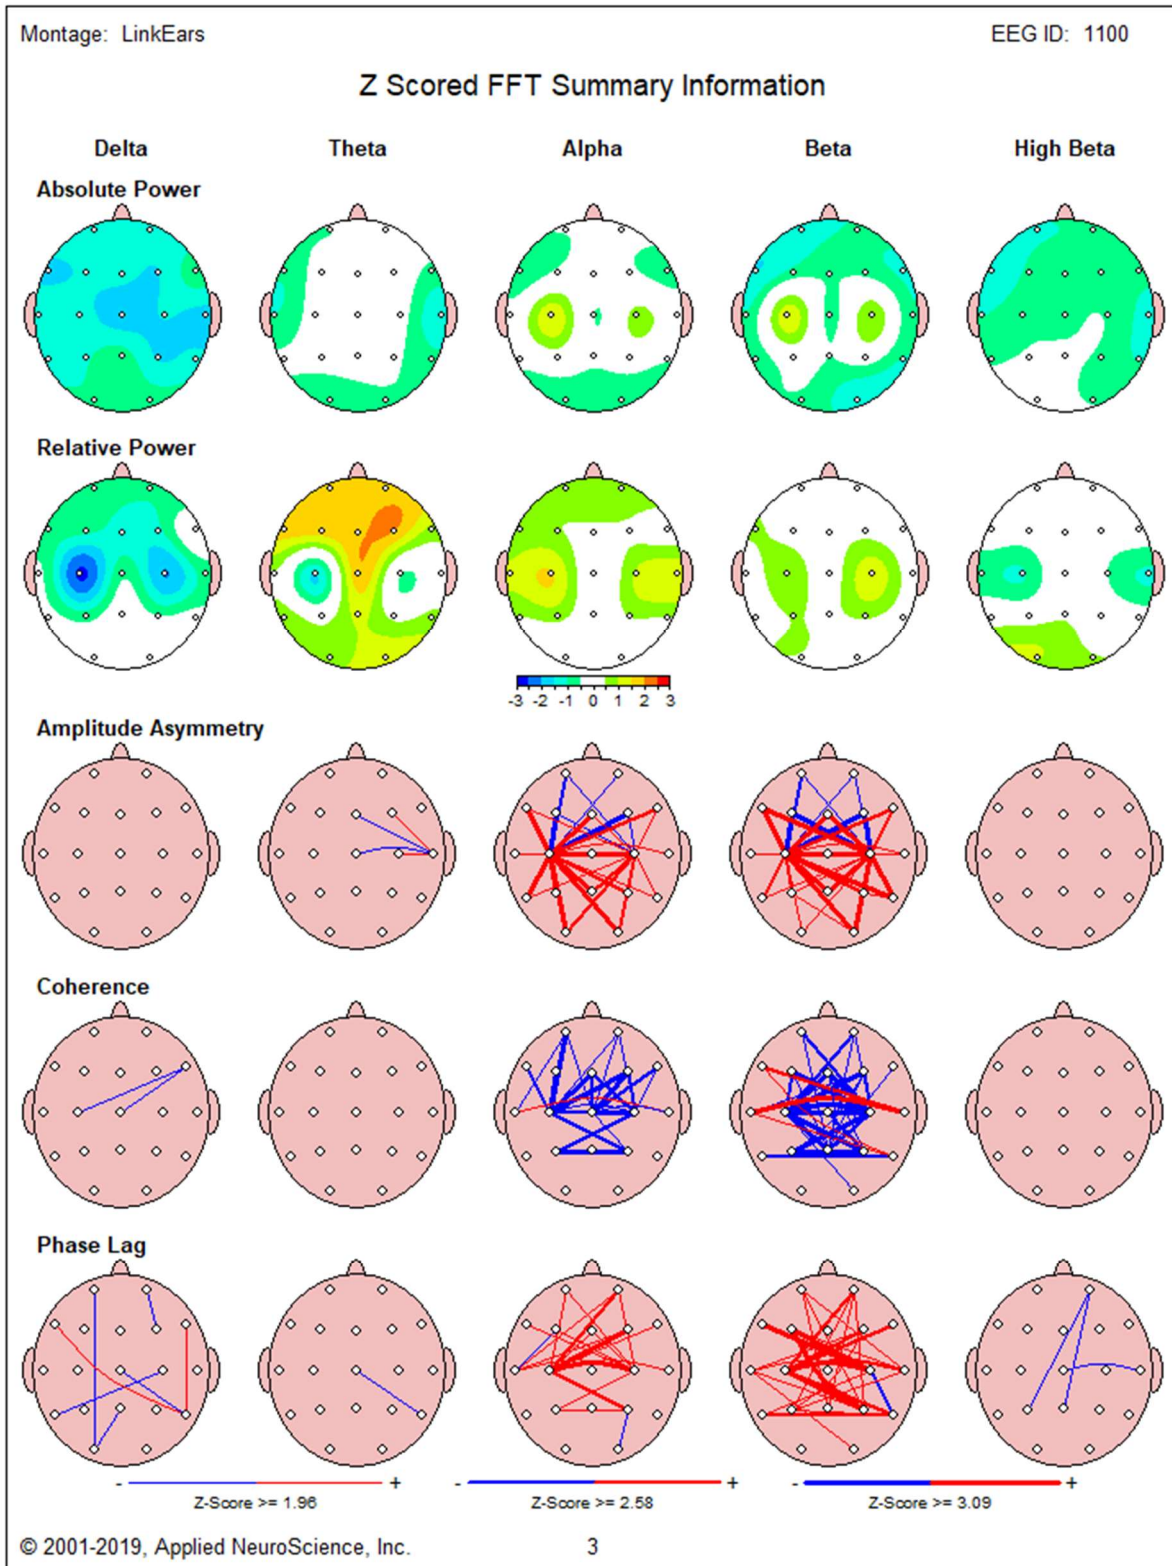 Montage: LinkEars EEG ID: 1100
Z Scored FFT Summary Information
Delta Theta Alpha Beta High Beta
Absolute Power
Relative Power
-3 -2 -1 0 1 2 3
Amplitude Asymmetry
Coherence
Phase Lag
- + - + - +
Z-Score >= 1.96 Z-Score >= 2.58 Z-Score >= 3.09
© 2001-2019, Applied NeuroScience, Inc. 3